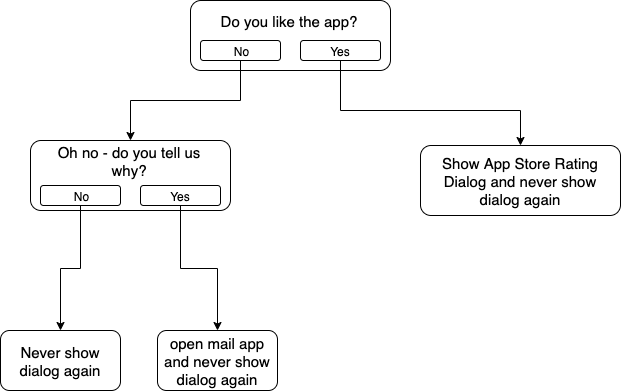 Do you like the app?
No
Yes
Oh no - do you tell us
why?
No
Yes
Show App Store Rating
Dialog and never show
dialog again
Never show
dialog again
open mail app
and never show
dialog again